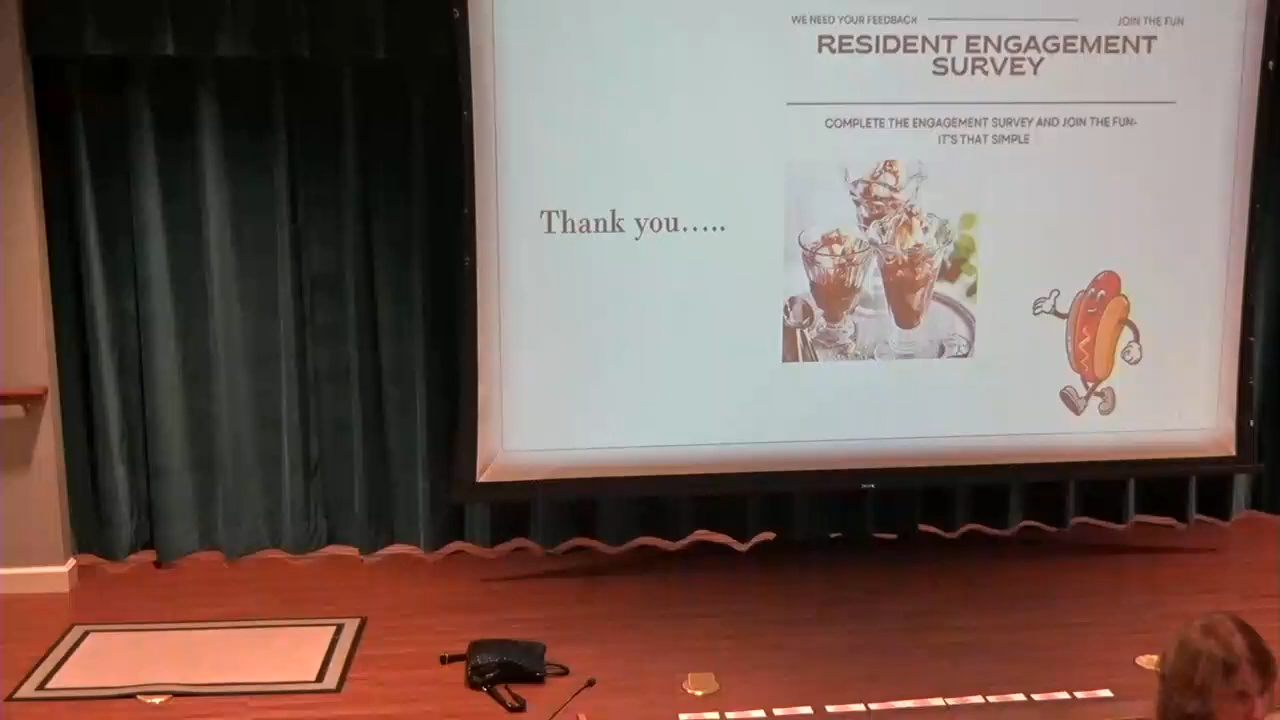 WE NEED YOUR FEEDBACK
JOIN THE FUN
RESIDENT ENGAGEMENT
SURVEY
COMPLETE THE ENGAGEMENT SURVEY AND JOIN THE FUN-
IT'S THAT SIMPLE
Thank you.....